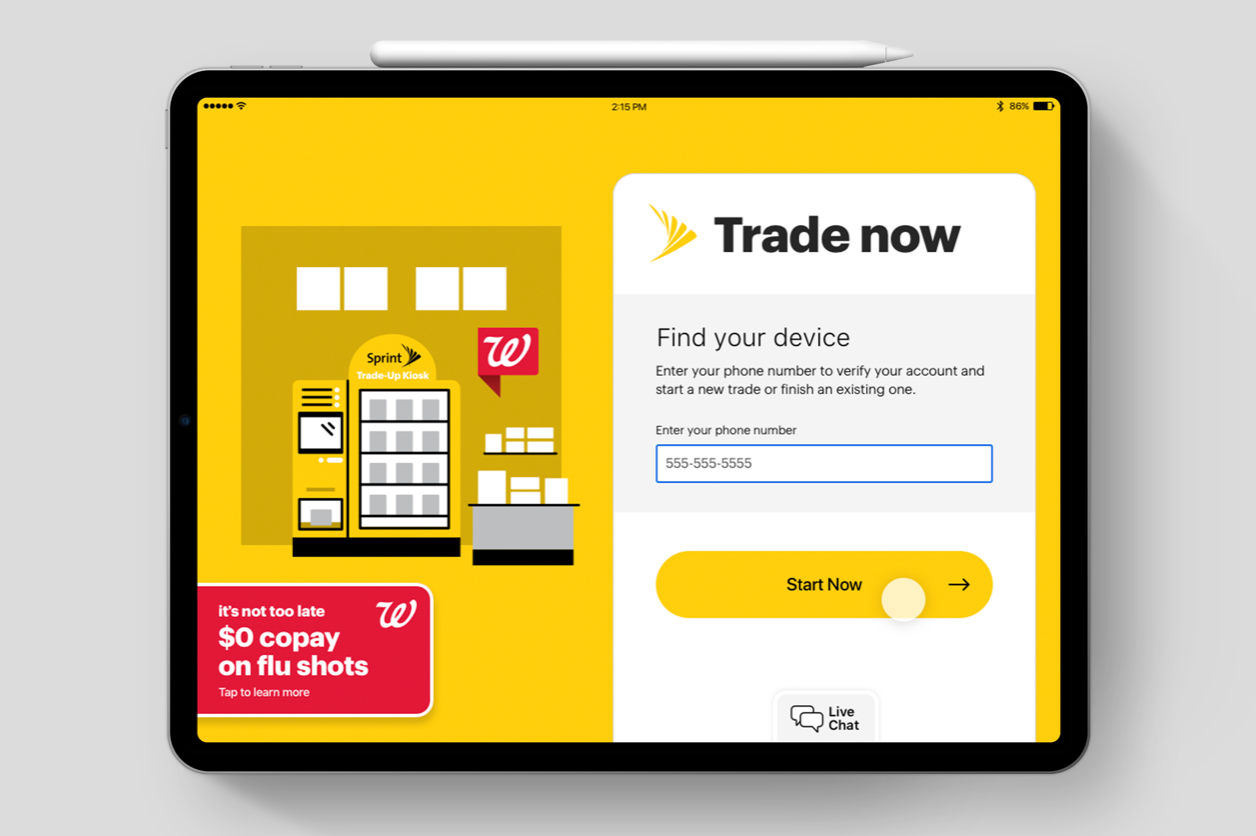 2:15 PM
86%
Trade now
Find your device
Enter your phone number to verify your account and
start a new trade or finish an existing one.
Enter your phone number
555-555-5555
Start Now
Live
Chat
Sprint
Trade-Up Kiosk
W
it's not too late
W
$0 copay
on flu shots
Tap to learn more